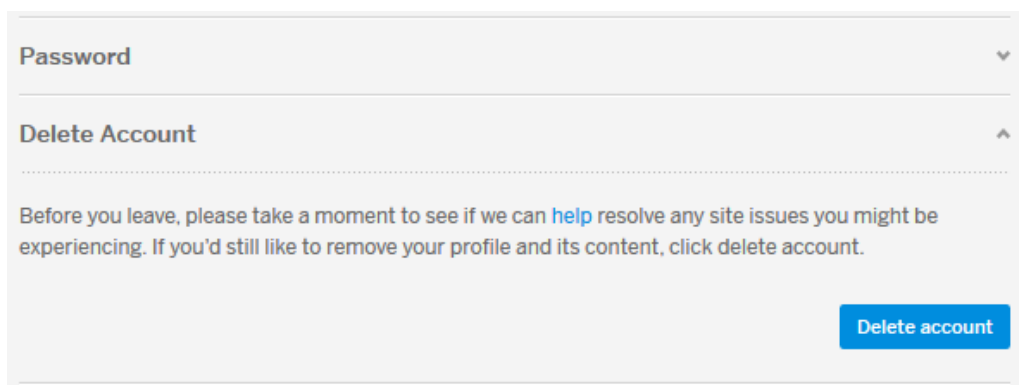 Password
Delete Account
Before you leave, please take a moment to see if we can help resolve any site issues you might be
experiencing. If you'd still like to remove your profile and its content, click delete account.
Delete account